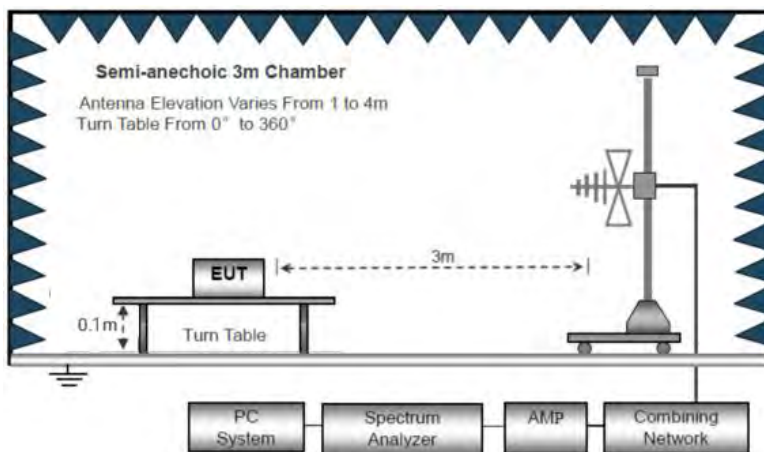 Semi-anechoic 3m Chamber
Antenna Elevation Varies From 1 to 4m
Turn Table From 0° to 360°
3m
EUT
0.1m
Turn Table
PC
System
Spectrum
Analyzer
AMP
Combining
Network